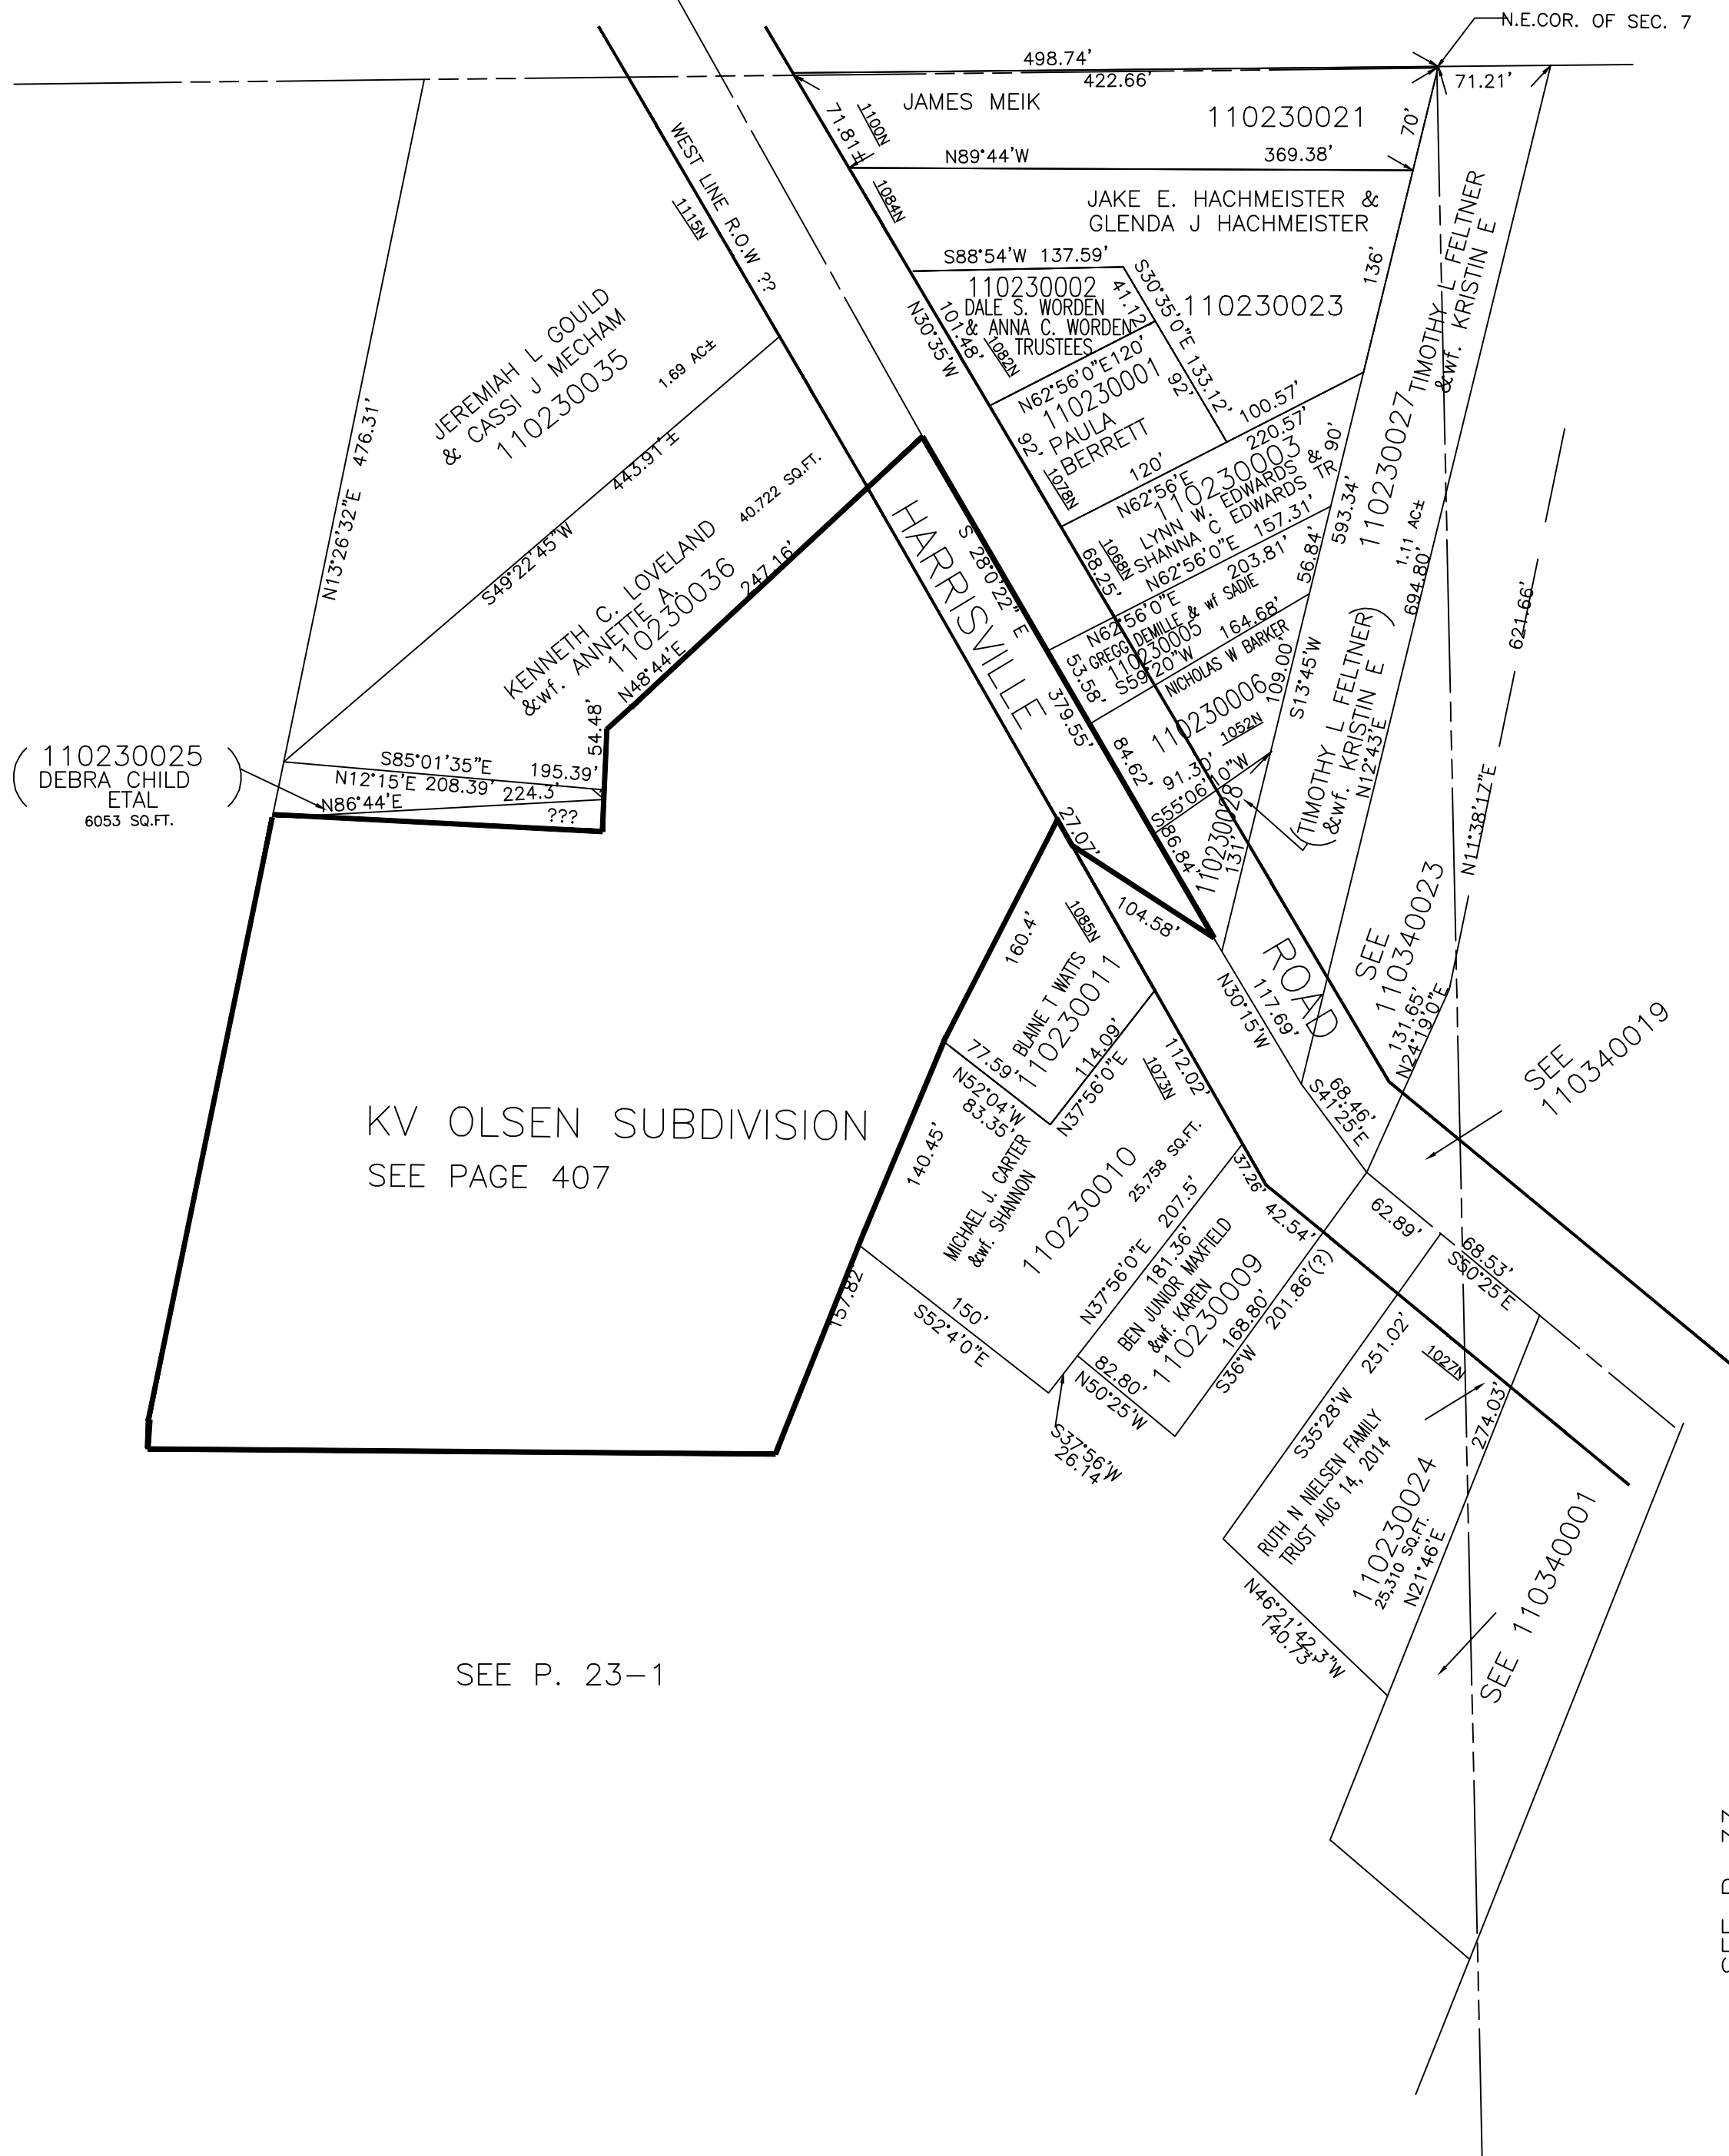 N.E.COR. OF SEC. 7
498.74'
422.66'
71.21'
JAMES MEIK
110230021
70'
71.81±
1100N
N89°44'W
369.38'
WEST LINE R.O.W ??
1115N
1084N
JAKE E. HACHMEISTER &
GLENDA J HACHMEISTER
110230023
136'
S88°54'W 137.59'
110230002
DALE S. WORDEN
& ANNA C. WORDEN
TRUSTEES
41.12'
S30°35'0"E 133.12'
101.48'
N30°35'W
1082N
N62°56'0"E 120'
110230001
PAULA
BERRETT
92'
92'
1078N
120'
100.57'
220.57'
N62°56'E
110230003
LYNN W. EDWARDS &
SHANNA C EDWARDS TR
90'
1068N
68.25'
N62°56'0"E 157.31'
N62°56'0"E 203.81'
GREGG DEMILLE & wf SADIE
110230005
53.58'
56.84'
S59°20"W 164.68'
NICHOLAS W BARKER
110230006
109.00'
1052N
84.62'
91.30'
S55°06'10"W
86.84'
110230028
131'
593.34'
S13°45'W
110230027
TIMOTHY L FELTNER
&wf. KRISTIN E
1.11 AC±
694.80'
N12°43'E
(TIMOTHY L FELTNER)
&wf. KRISTIN E
621.66'
N11°38'17"E
SEE
110340023
131.65'
N24°19'0"E
SEE
110340019
JEREMIAH L GOULD
& CASSI J MECHAM
110230035
1.69 AC±
N13°26'32"E 476.31'
443.91'±
S49°22'45"W
KENNETH C. LOVELAND
&wf. ANNETTE A.
110230036
40.722 SQ.FT.
N48°44'E
247.16'
54.48'
110230025
DEBRA CHILD
ETAL
6053 SQ.FT.
S85°01'35"E
195.39'
N12°15'E 208.39'
224.3'
N86°44'E
???
HARRISVILLE
ROAD
S 28°0'22" E
379.55'
27.07'
104.58'
160.4'
1085N
BLAINE T WATTS
110230011
77.59'
N52°04'W
83.35'
114.09'
N37°56'0"E
112.02'
1073N
N30°15'W
117.69'
68.46'
S41°25'E
KV OLSEN SUBDIVISION
SEE PAGE 407
140.45'
157.82'
MICHAEL J. CARTER
&wf. SHANNON
110230010
25,758 SQ.FT.
150'
S52°4'0"E
N37°56'0"E 207.5'
181.36'
37.26'
42.54'
BEN JUNIOR MAXFIELD
&wf. KAREN
110230009
168.80'
S36°W 201.86'(?)
82.80'
N50°25'W
S37°56'W
26.14'
62.89'
68.53'
S50°25'E
S35°28'W 251.02'
1027N
RUTH N NIELSEN FAMILY
TRUST AUG 14, 2014
110230024
25,310 SQ.FT.
N21°46'E
274.03'
N46°21'42.3"W
140.73'
SEE 110340001
SEE P. 23-1